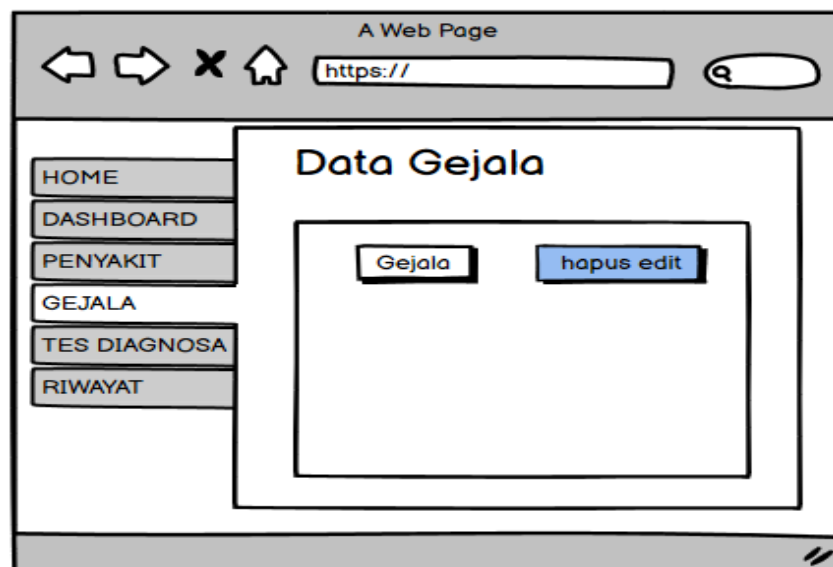 A Web Page
https://
HOME
DASHBOARD
PENYAKIT
GEJALA
TES DIAGNOSA
RIWAYAT
Data Gejala
Gejala
hapus edit